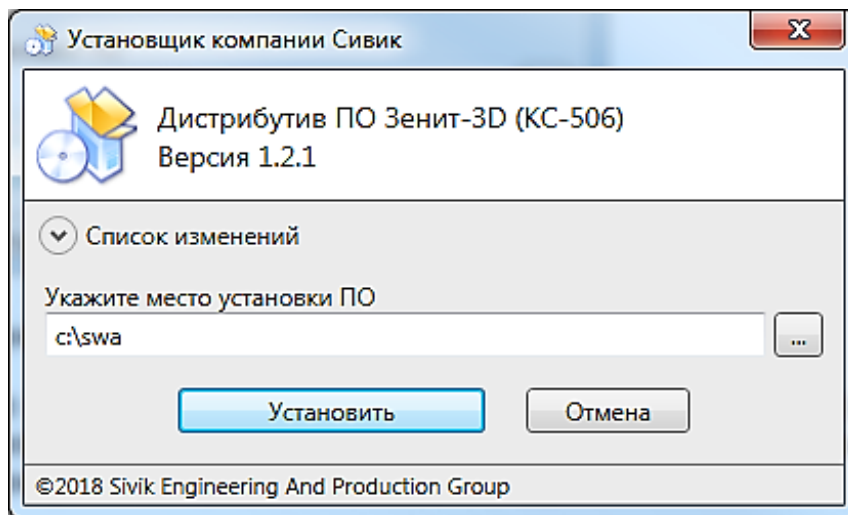 Установщик компании Сивик
Дистрибутив ПО Зенит-3D (КС-506)
Версия 1.2.1
Список изменений
Укажите место установки ПО
c:\swa
...
Установить
Отмена
©2018 Sivik Engineering And Production Group